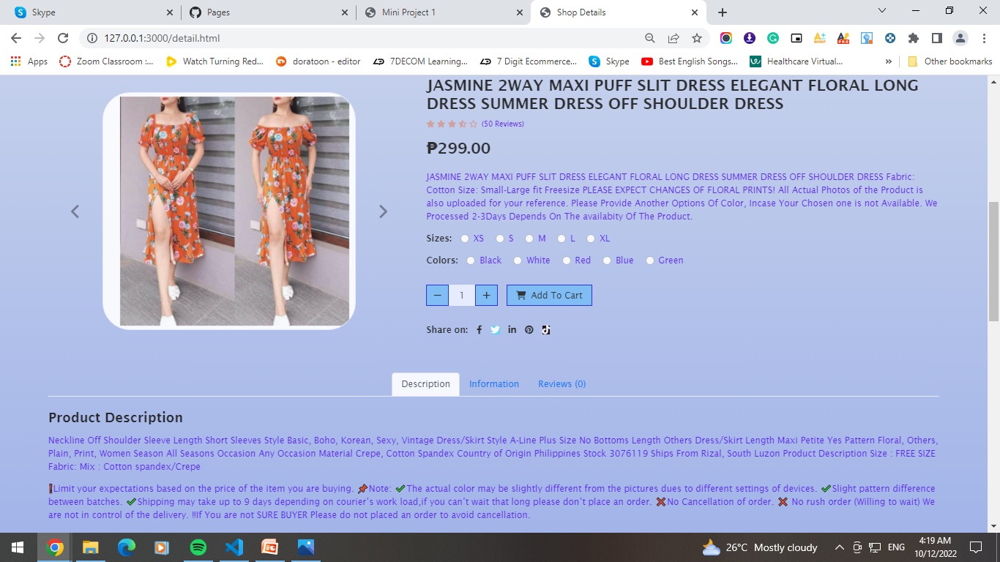 Skype
Pages
Mini Project 1
Shop Details
127.0.0.1:3000/detail.html
Apps
Zoom Classroom :...
Watch Turning Red...
doratoon - editor
7DECOM Learning...
7 Digit Ecommerce...
Skype
Best English Songs...
Healthcare Virtual...
»
Other bookmarks
JASMINE 2WAY MAXI PUFF SLIT DRESS ELEGANT FLORAL LONG
DRESS SUMMER DRESS OFF SHOULDER DRESS
(50 Reviews)
₱299.00
JASMINE 2WAY MAXI PUFF SLIT DRESS ELEGANT FLORAL LONG DRESS SUMMER DRESS OFF SHOULDER DRESS Fabric:
Cotton Size: Small-Large fit Freesize PLEASE EXPECT CHANGES OF FLORAL PRINTS! All Actual Photos of the Product is
also uploaded for your reference. Please Provide Another Options Of Color, Incase Your Chosen one is not Available. We
Processed 2-3Days Depends On The availabity Of The Product.
Sizes: XS S M L XL
Colors: Black White Red Blue Green
− 1 + Add To Cart
Share on:
Description Information Reviews (0)
Product Description
Neckline Off Shoulder Sleeve Length Short Sleeves Style Basic, Boho, Korean, Sexy, Vintage Dress/Skirt Style A-Line Plus Size No Bottoms Length Others Dress/Skirt Length Maxi Petite Yes Pattern Floral, Others,
Plain, Print, Women Season All Seasons Occasion Any Occasion Material Crepe, Cotton Spandex Country of Origin Philippines Stock 3076119 Ships From Rizal, South Luzon Product Description Size : FREE SIZE
Fabric: Mix : Cotton spandex/Crepe
❗Limit your expectations based on the price of the item you are buying. 📌Note: ✔The actual color may be slightly different from the pictures dues to different settings of devices. ✔Slight pattern difference
between batches. ✔Shipping may take up to 9 days depending on courier's work load,if you can't wait that long please don't place an order. ❌No Cancellation of order. ❌ No rush order (Willing to wait) We
are not in control of the delivery. ‼If You are not SURE BUYER Please do not placed an order to avoid cancellation.
26°C Mostly cloudy
ENG
4:19 AM
10/12/2022